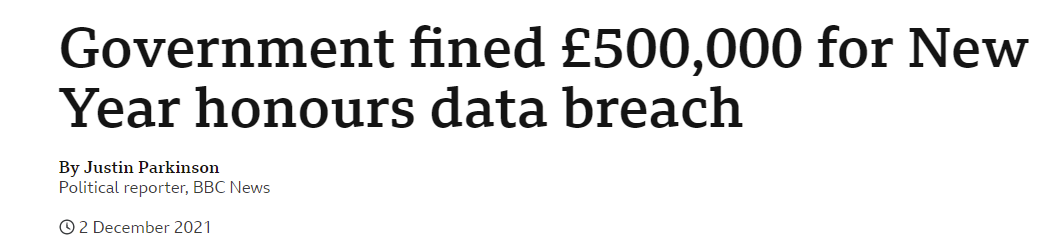 Government fined £500,000 for New
Year honours data breach
By Justin Parkinson
Political reporter, BBC News
2 December 2021